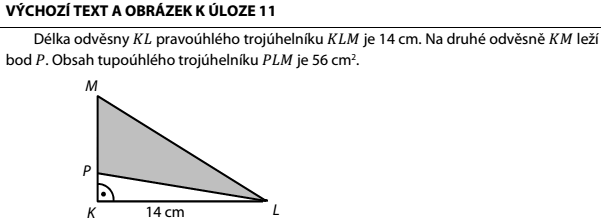 VÝCHOZÍ TEXT A OBRÁZEK K ÚLOZE 11
Délka odvěsny KL pravoúhlého trojúhelníku KLM je 14 cm. Na druhé odvěsně KM leží
bod P. Obsah tupoúhlého trojúhelníku PLM je 56 cm².
M
P
K
14 cm
L